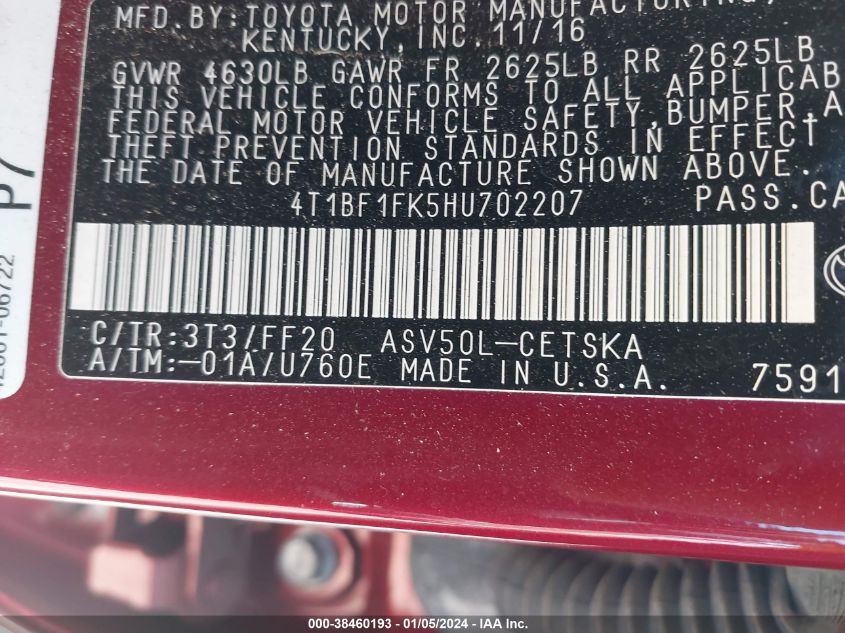 MFD. BY: TOYOTA MOTOR MANUFACTURING,
KENTUCKY, INC. 11/16
GVWR 4630LB GAWR FR 2625LB RR 2625LB
THIS VEHICLE CONFORMS TO ALL APPLICAB
FEDERAL MOTOR VEHICLE SAFETY, BUMPER, A
THEFT PREVENTION STANDARDS IN EFFECT
THE DATE OF MANUFACTURE SHOWN ABOVE.
4T1BF1FK5HU702207 PASS. CA
C/TR: 3T3/FF20 ASV50L-CETSKA
A/TM: -01A/U760E MADE IN U.S.A. 7591
P7
06722
000-38460193 - 01/05/2024 - IAA Inc.